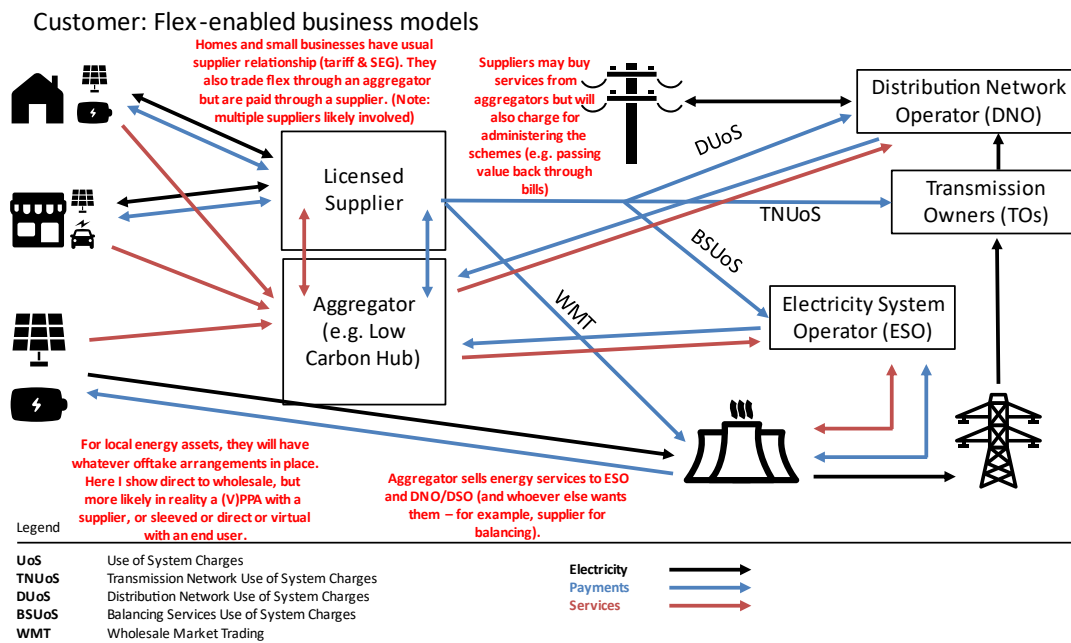 Customer: Flex-enabled business models
Homes and small businesses have usual
supplier relationship (tariff & SEG). They
also trade flex through an aggregator
but are paid through a supplier. (Note:
multiple suppliers likely involved)
Suppliers may buy
services from
aggregators but will
also charge for
administering the
schemes (e.g. passing
value back through
bills)
Distribution Network
Operator (DNO)
Licensed
Supplier
DUoS
TNUoS
Transmission
Owners (TOs)
BSUoS
WMT
Aggregator
(e.g. Low
Carbon Hub)
Electricity System
Operator (ESO)
For local energy assets, they will have
whatever offtake arrangements in place.
Here I show direct to wholesale, but
more likely in reality a (V)PPA with a
supplier, or sleeved or direct or virtual
with an end user.
Aggregator sells energy services to ESO
and DNO/DSO (and whoever else wants
them – for example, supplier for
balancing).
Legend
UoS Use of System Charges
TNUoS Transmission Network Use of System Charges
DUoS Distribution Network Use of System Charges
BSUoS Balancing Services Use of System Charges
WMT Wholesale Market Trading
Electricity
Payments
Services